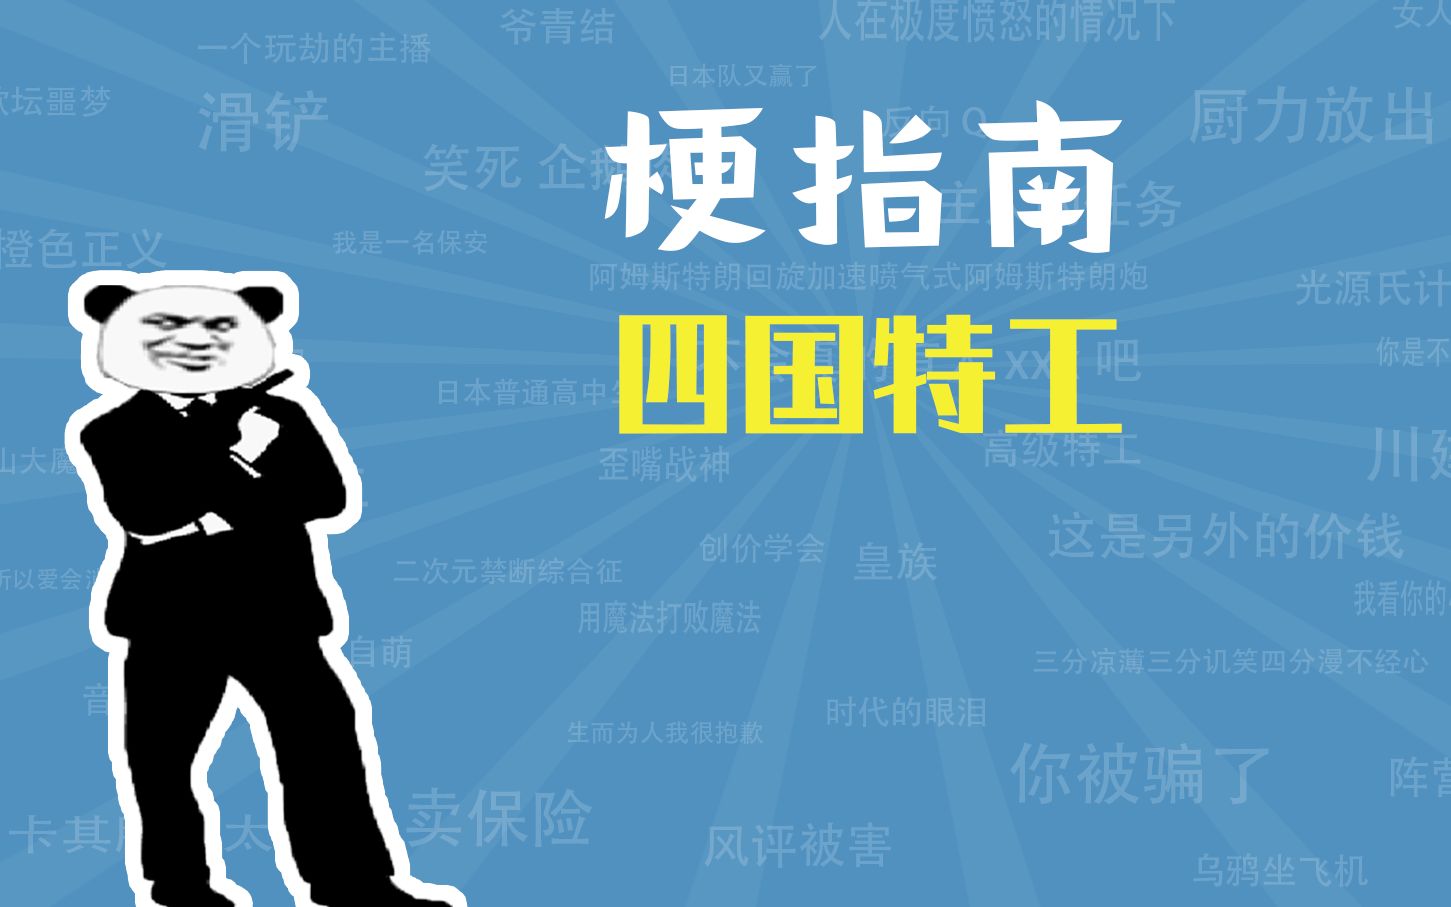 爷青结
人在极度愤怒的情况下
女人
一个玩劫的主播
日本队又赢了
坛噩梦
滑铲
反向Q
厨力放出
梗指南
笑死 企鹅
主
任务
橙色正义
我是一名保安
阿姆斯特朗回旋加速喷气式阿姆斯特朗炮
光源氏计
四国特工
xxx吧
你是不
日本普通高中
山大魔
歪嘴战神
高级特工
川建
这是另外的价钱
创价学会
皇族
所以爱会消
二次元禁断综合征
我看你的
用魔法打败魔法
自萌
三分凉薄三分讥笑四分漫不经心
音
时代的眼泪
生而为人我很抱歉
你被骗了
阵营
卖保险
卡其
太
风评被害
乌鸦坐飞机